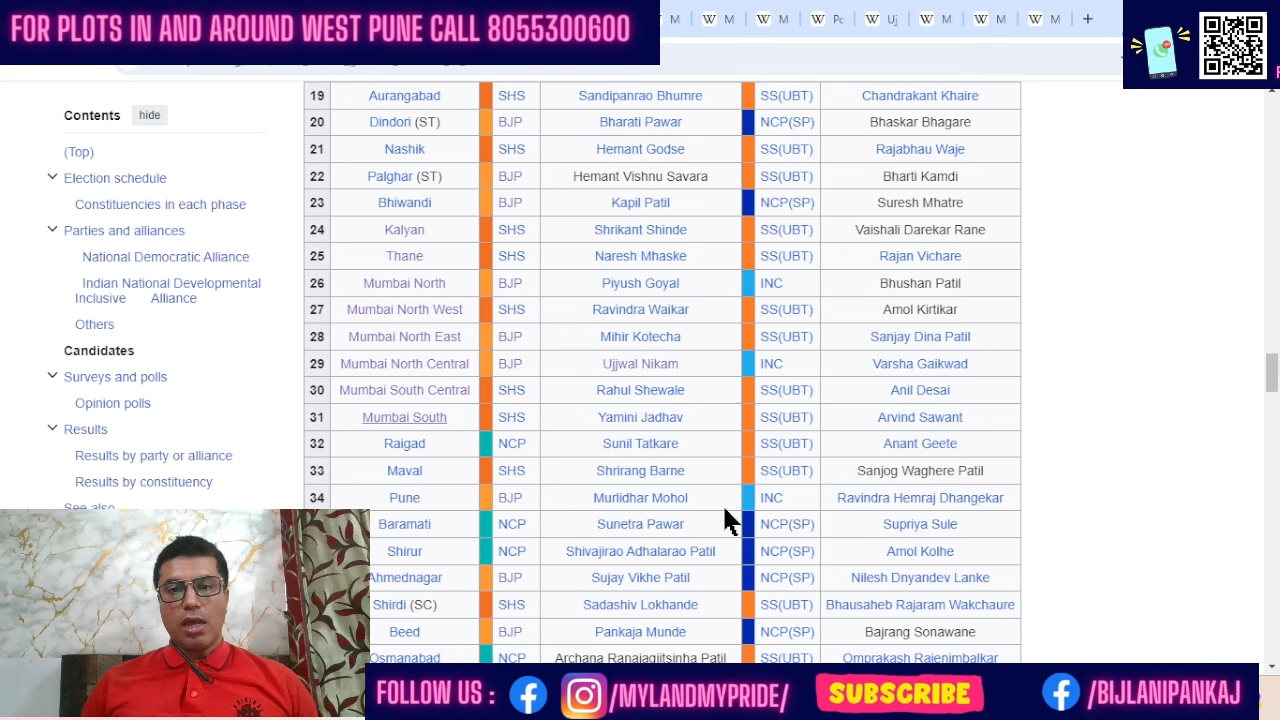 FOR PLOTS IN AND AROUND WEST PUNE CALL 8055300600
M
M
M
Pc
Uj
M
M
M
Contents hide
(Top)
Election schedule
Constituencies in each phase
Parties and alliances
National Democratic Alliance
Indian National Developmental
Inclusive Alliance
Others
Candidates
Surveys and polls
Opinion polls
Results
Results by party or alliance
Results by constituency
See also
19 Aurangabad SHS Sandipanrao Bhumre SS(UBT) Chandrakant Khaire
20 Dindori (ST) BJP Bharati Pawar NCP(SP) Bhaskar Bhagare
21 Nashik SHS Hemant Godse SS(UBT) Rajabhau Waje
22 Palghar (ST) BJP Hemant Vishnu Savara SS(UBT) Bharti Kamdi
23 Bhiwandi BJP Kapil Patil NCP(SP) Suresh Mhatre
24 Kalyan SHS Shrikant Shinde SS(UBT) Vaishali Darekar Rane
25 Thane SHS Naresh Mhaske SS(UBT) Rajan Vichare
26 Mumbai North BJP Piyush Goyal INC Bhushan Patil
27 Mumbai North West SHS Ravindra Waikar SS(UBT) Amol Kirtikar
28 Mumbai North East BJP Mihir Kotecha SS(UBT) Sanjay Dina Patil
29 Mumbai North Central BJP Ujjwal Nikam INC Varsha Gaikwad
30 Mumbai South Central SHS Rahul Shewale SS(UBT) Anil Desai
31 Mumbai South SHS Yamini Jadhav SS(UBT) Arvind Sawant
32 Raigad NCP Sunil Tatkare SS(UBT) Anant Geete
33 Maval SHS Shrirang Barne SS(UBT) Sanjog Waghere Patil
34 Pune BJP Murlidhar Mohol INC Ravindra Hemraj Dhangekar
Baramati NCP Sunetra Pawar NCP(SP) Supriya Sule
Shirur NCP Shivajirao Adhalarao Patil NCP(SP) Amol Kolhe
Ahmednagar BJP Sujay Vikhe Patil NCP(SP) Nilesh Dnyandev Lanke
Shirdi (SC) SHS Sadashiv Lokhande SS(UBT) Bhausaheb Rajaram Wakchaure
Beed BJP Pankaja Munde NCP(SP) Bajrang Sonawane
Osmanabad NCP Archana Ranajagjitsinha Patil SS(UBT) Omprakash Rajenimbalkar
FOLLOW US : /MYLANDMYPRIDE/ SUBSCRIBE /BIJLANIPANKAJ